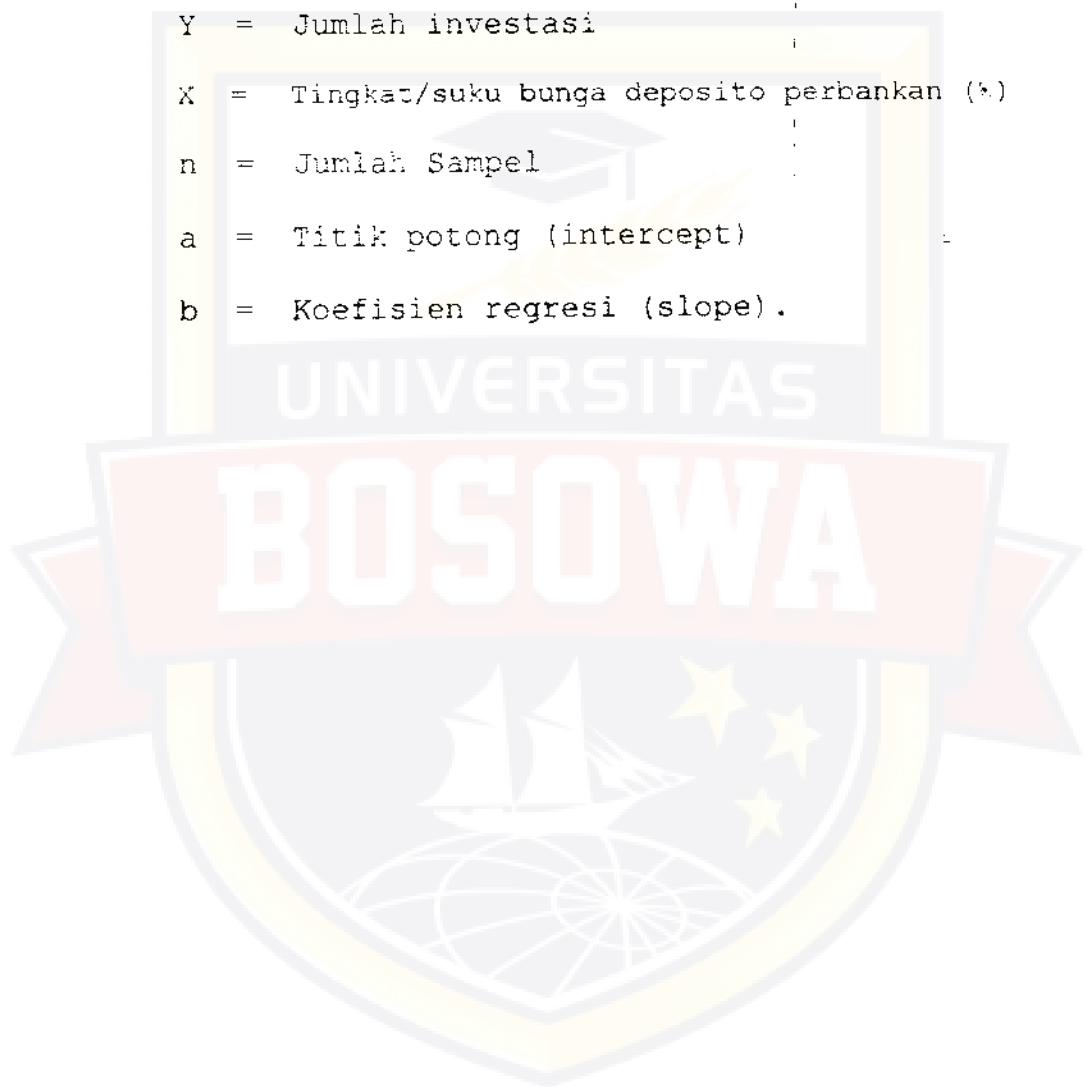 Y = Jumlah investasi
X = Tingkat/suku bunga deposito perbankan (%)
n = Jumlah Sampel
a = Titik potong (intercept)
b = Koefisien regresi (slope).
UNIVERSITAS
BOSOWA